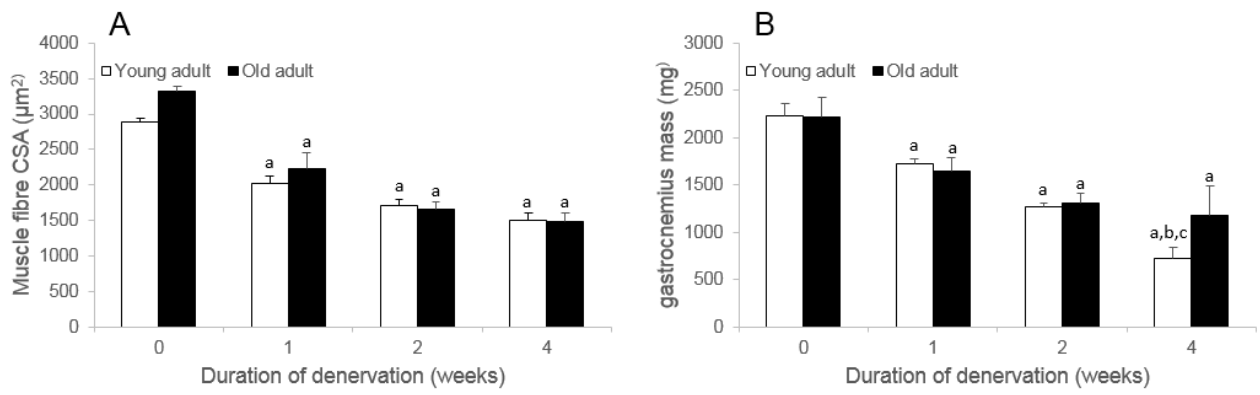 A
Muscle fibre CSA (µm²)
4000
3500
3000
2500
2000
1500
1000
500
0
Young adult Old adult
a a
a a
a a
0 1 2 4
Duration of denervation (weeks)
B
gastrocnemius mass (mg)
3000
2500
2000
1500
1000
500
0
Young adult Old adult
a a
a a
a,b,c a
0 1 2 4
Duration of denervation (weeks)